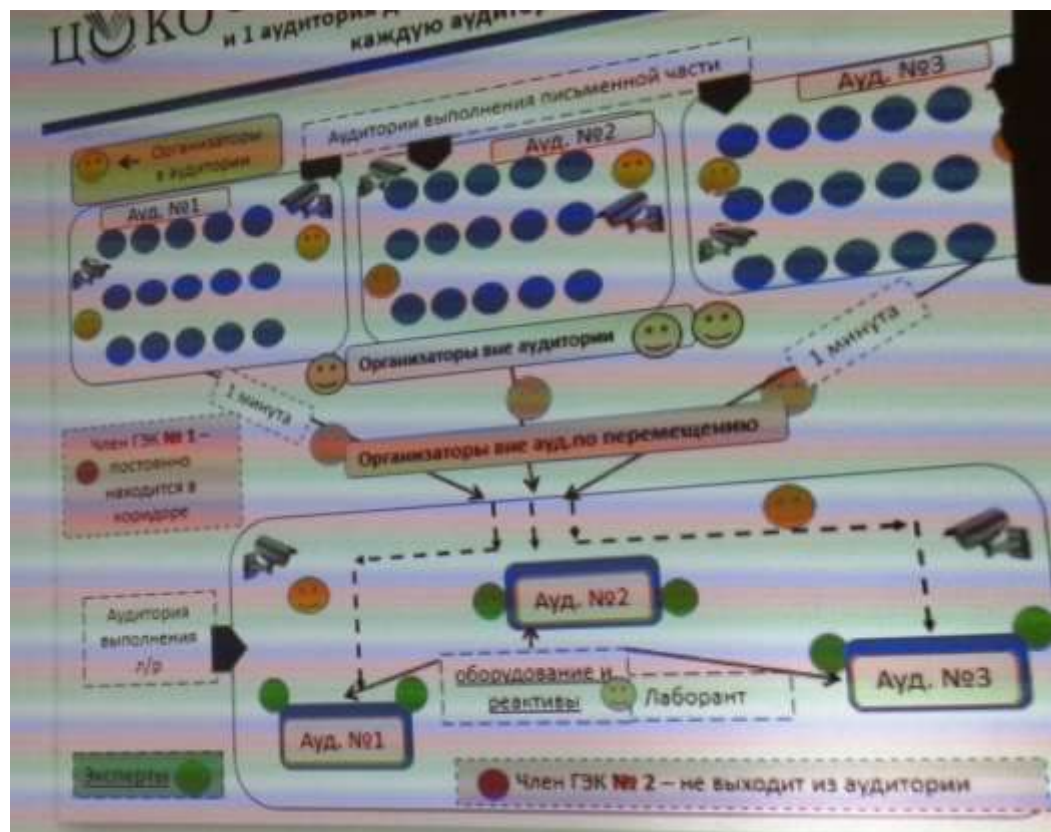 ЦОКО
и 1 аудитория
каждую
Аудитории выполнения письменной части
Ауд. №3
Организаторы
в аудитории
Ауд. №2
Ауд. №1
Организаторы вне аудитории
1 минута
1 минута
Организаторы вне ауд.по перемещению
Член ГЭК № 1 –
постоянно
находится в
коридоре
Ауд. №2
Аудитория
выполнения
л/р
оборудование и
реактивы
Лаборант
Ауд. №3
Ауд. №1
Эксперты
Член ГЭК № 2 – не выходит из аудитории